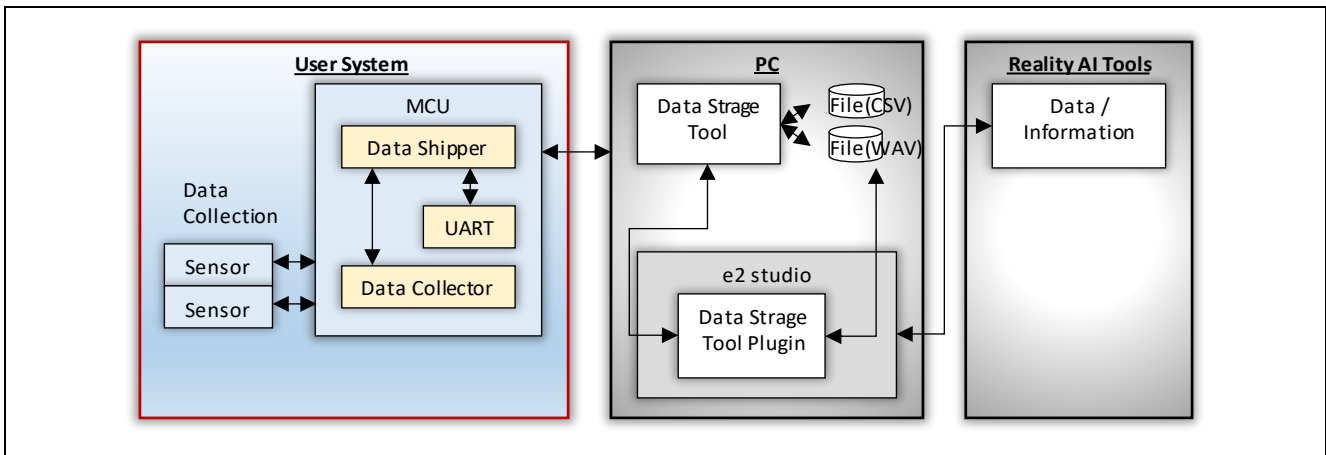 User System
MCU
Data Shipper
UART
Data Collector
Data
Collection
Sensor
Sensor
PC
Data Strage
Tool
File(CSV)
File(WAV)
e2 studio
Data Strage
Tool Plugin
Reality AI Tools
Data /
Information